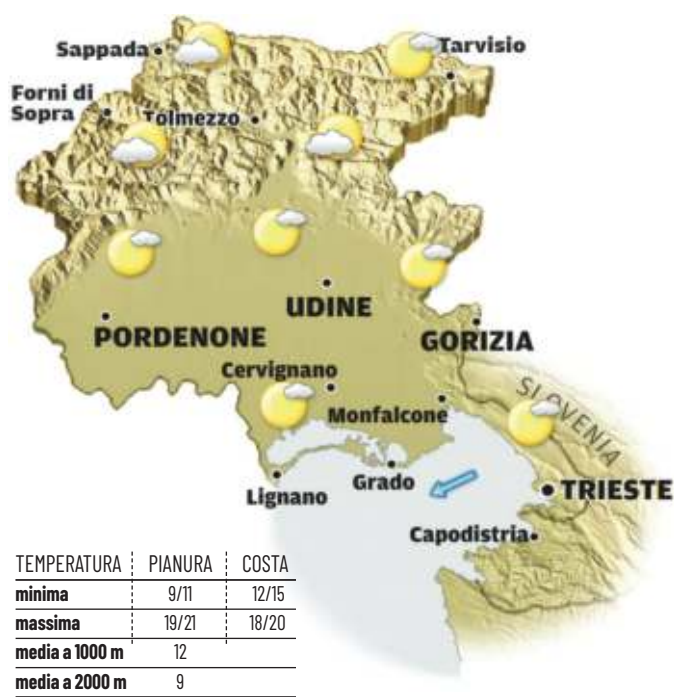 Sappada
Tarvisio
Forni di
Sopra
Tolmezzo
UDINE
PORDENONE
GORIZIA
Cervignano
Monfalcone
SLOVENIA
Lignano
Grado
TRIESTE
Capodistria
TEMPERATURA PIANURA COSTA
minima 9/11 12/15
massima 19/21 18/20
media a 1000 m 12
media a 2000 m 9